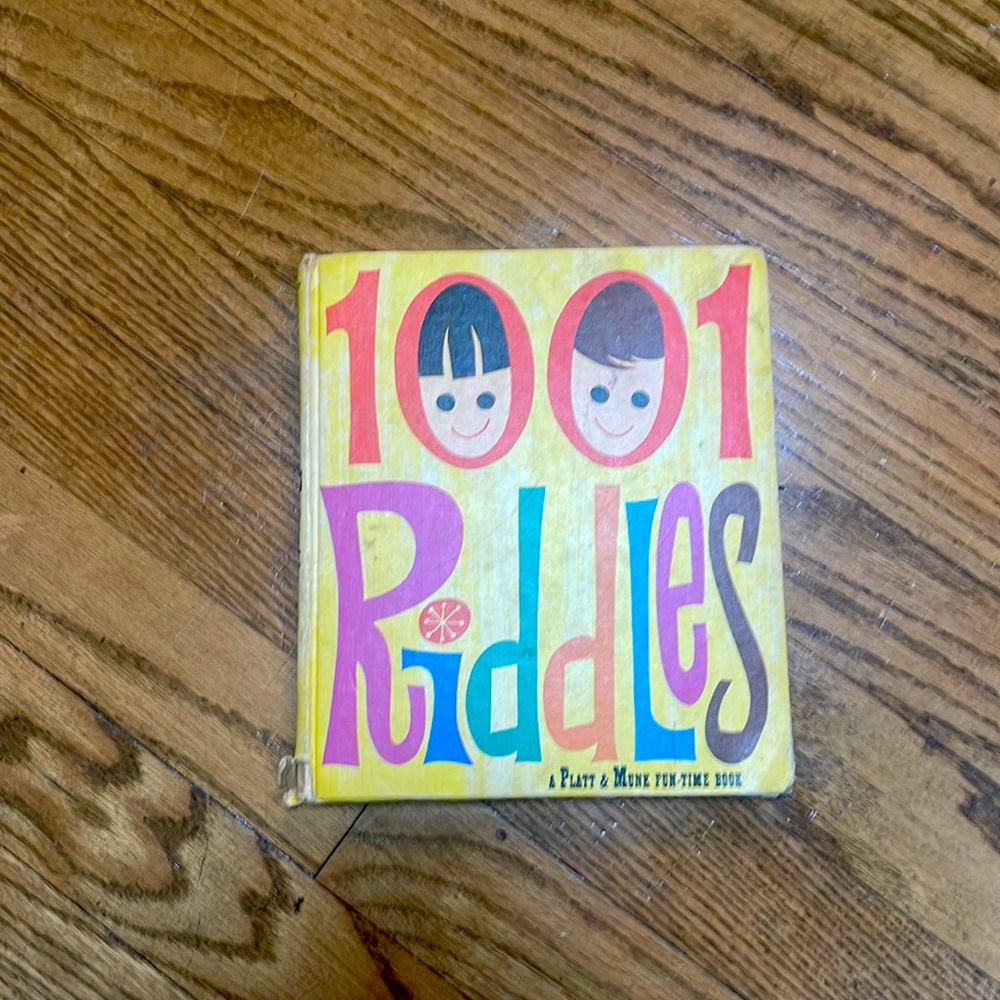 1001
RiddLes
A PLATT & MUNK FUN-TIME BOOK